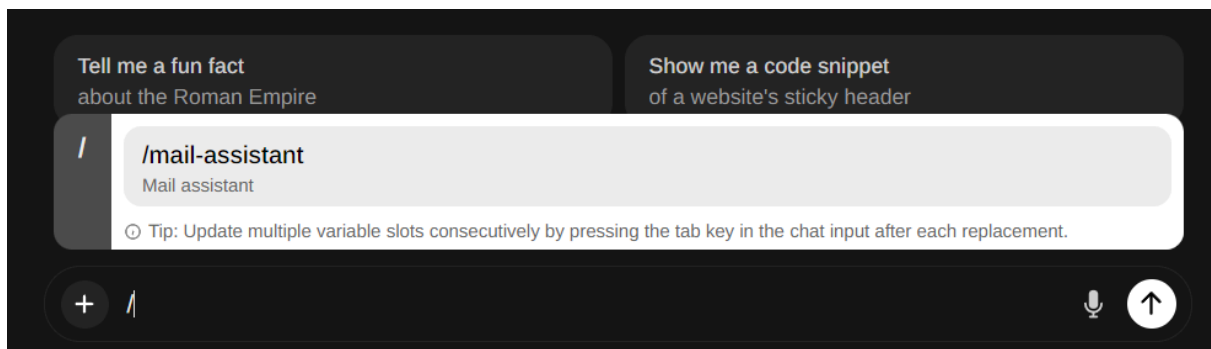 Tell me a fun fact
about the Roman Empire
Show me a code snippet
of a website's sticky header
/
/mail-assistant
Mail assistant
Tip: Update multiple variable slots consecutively by pressing the tab key in the chat input after each replacement.
/